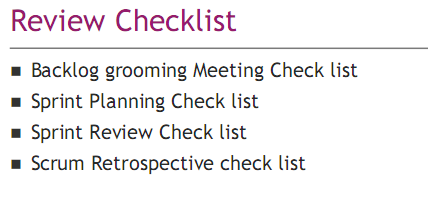 Review Checklist
Backlog grooming Meeting Check list
Sprint Planning Check list
Sprint Review Check list
Scrum Retrospective check list